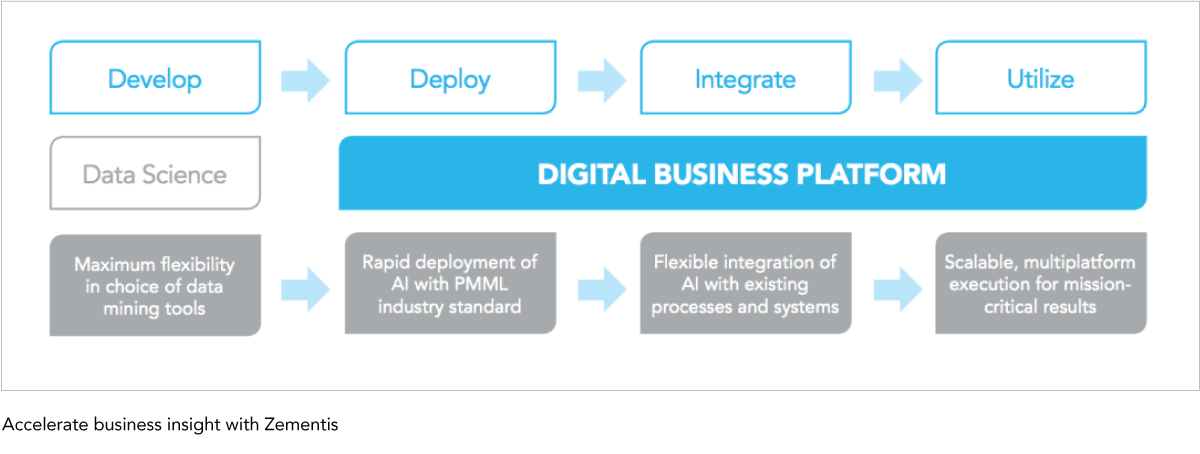 Develop
Deploy
Integrate
Utilize
Data Science
DIGITAL BUSINESS PLATFORM
Maximum flexibility
in choice of data
mining tools
Rapid deployment of
AI with PMML
industry standard
Flexible integration of
AI with existing
processes and systems
Scalable, multiplatform
execution for mission-
critical results
Accelerate business insight with Zementis